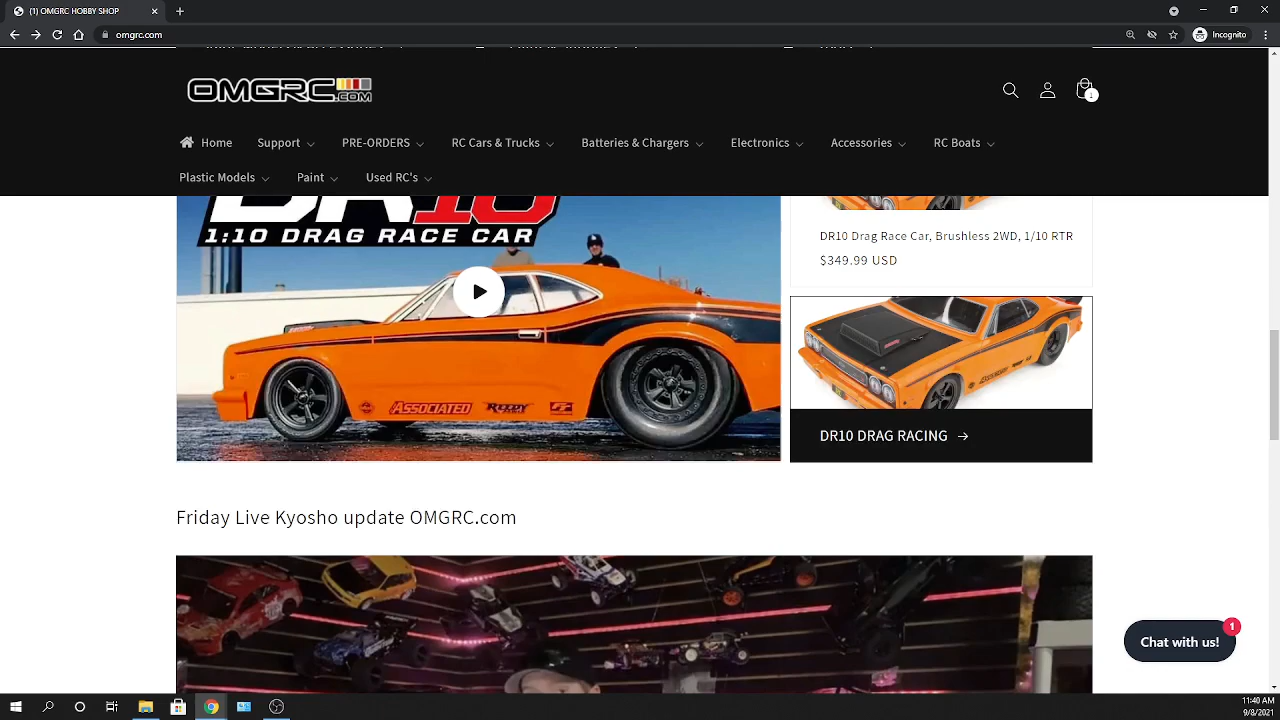 (1) OMGRC HOBBY SHOP
omgrc.com
Incognito
OMGRC.COM
1
Home Support PRE-ORDERS RC Cars & Trucks Batteries & Chargers Electronics Accessories RC Boats
Plastic Models Paint Used RC's
DR10
1:10 DRAG RACE CAR
ASSOCIATED REEDY
DR10 Drag Race Car, Brushless 2WD, 1/10 RTR
$349.99 USD
DR10 DRAG RACING →
Friday Live Kyosho update OMGRC.com
1
Chat with us!
11:40 AM
9/8/2021